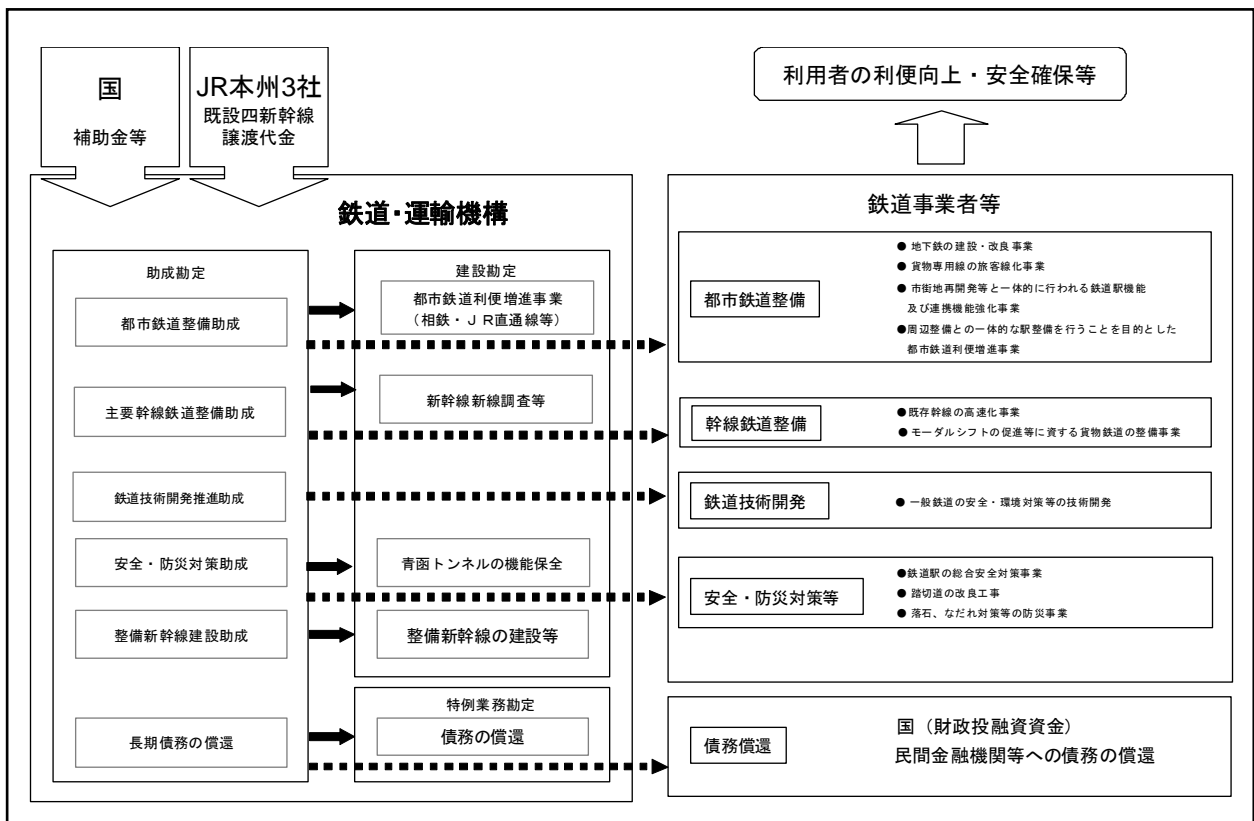 国
補助金等
JR本州3社
既設四新幹線
譲渡代金
利用者の利便向上・安全確保等
鉄道・運輸機構
助成勘定
都市鉄道整備助成
主要幹線鉄道整備助成
鉄道技術開発推進助成
安全・防災対策助成
整備新幹線建設助成
長期債務の償還
建設勘定
都市鉄道利便増進事業
（相鉄・ＪＲ直通線等）
新幹線新線調査等
青函トンネルの機能保全
整備新幹線の建設等
特例業務勘定
債務の償還
鉄道事業者等
都市鉄道整備
● 地下鉄の建設・改良事業
● 貨物専用線の旅客線化事業
● 市街地再開発等と一体的に行われる鉄道駅機能
及び連携機能強化事業
●周辺整備との一体的な駅整備を行うことを目的とした
都市鉄道利便増進事業
幹線鉄道整備
●既存幹線の高速化事業
● モーダルシフトの促進等に資する貨物鉄道の整備事業
鉄道技術開発
● 一般鉄道の安全・環境対策等の技術開発
安全・防災対策等
●鉄道駅の総合安全対策事業
● 踏切道の改良工事
● 落石、なだれ対策等の防災事業
債務償還
国（財政投融資資金）
民間金融機関等への債務の償還